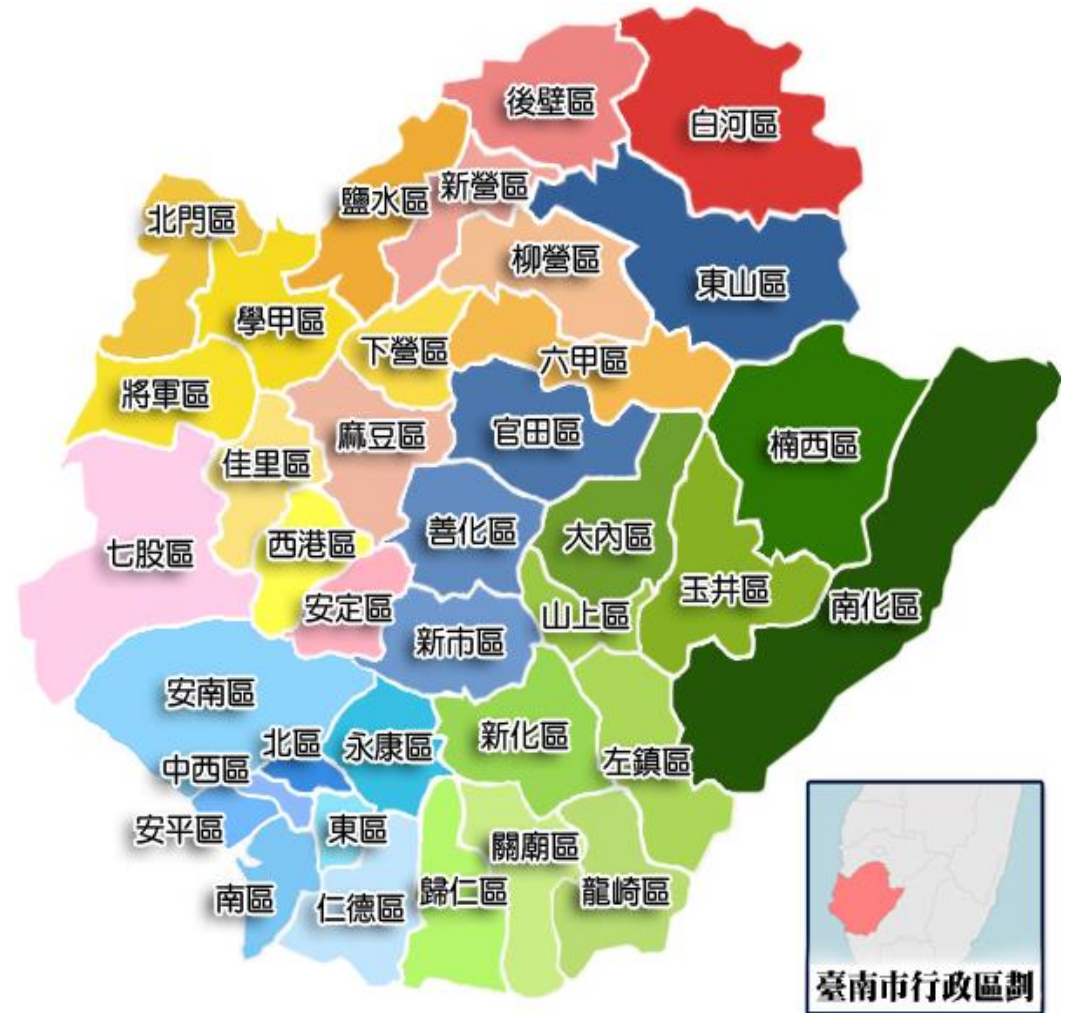 後壁區
白河區
新營區
鹽水區
北門區
柳營區
東山區
學甲區
下營區
六甲區
將軍區
麻豆區
官田區
楠西區
佳里區
善化區
大內區
西港區
七股區
玉井區
南化區
安定區
山上區
新市區
安南區
北區
永康區
新化區
左鎮區
中西區
安平區
東區
關廟區
南區
仁德區
歸仁區
龍崎區
臺南市行政區劃